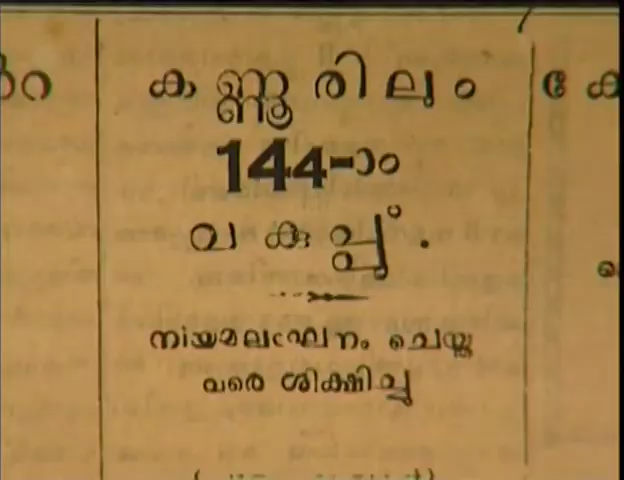 കണ്ണൂരിലും
144-ാം
വകുപ്പ്.
നിയമലംഘനം ചെയ്ത
വരെ ശിക്ഷിച്ചു